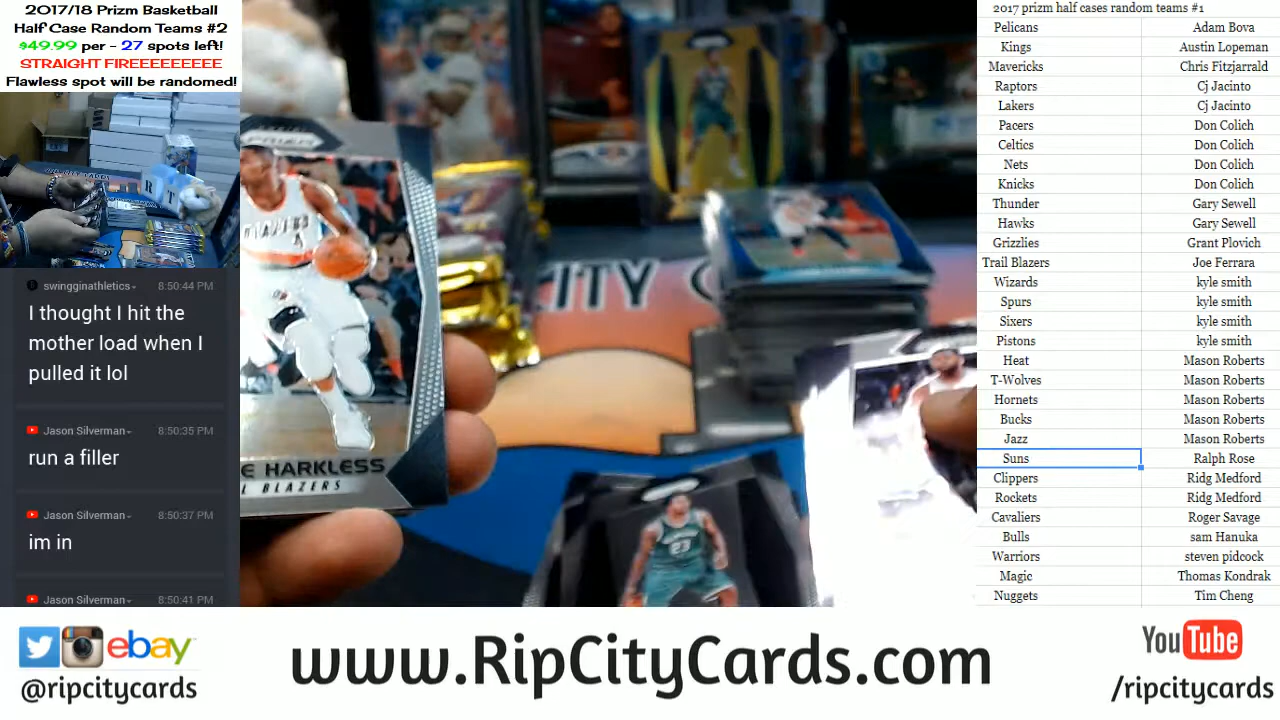 2017/18 Prizm Basketball
Half Case Random Teams #2
$49.99 per - 27 spots left!
STRAIGHT FIREEEEEEEEE
Flawless spot will be randomed!
R T
swingginathletics
8:50:44 PM
I thought I hit the
mother load when I
pulled it lol
Jason Silverman
8:50:35 PM
run a filler
Jason Silverman
8:50:37 PM
im in
Jason Silverman
8:50:41 PM
PRIZM
E HARKLESS
L BLAZERS
CITY C
23
2017 prizm half cases random teams #1
Pelicans Adam Bova
Kings Austin Lopeman
Mavericks Chris Fitzjarrald
Raptors Cj Jacinto
Lakers Cj Jacinto
Pacers Don Colich
Celtics Don Colich
Nets Don Colich
Knicks Don Colich
Thunder Gary Sewell
Hawks Gary Sewell
Grizzlies Grant Plovich
Trail Blazers Joe Ferrara
Wizards kyle smith
Spurs kyle smith
Sixers kyle smith
Pistons kyle smith
Heat Mason Roberts
T-Wolves Mason Roberts
Hornets Mason Roberts
Bucks Mason Roberts
Jazz Mason Roberts
Suns Ralph Rose
Clippers Ridg Medford
Rockets Ridg Medford
Cavaliers Roger Savage
Bulls sam Hanuka
Warriors steven pidcock
Magic Thomas Kondrak
Nuggets Tim Cheng
ebay
@ripcitycards
www.RipCityCards.com
YouTube
/ripcitycards